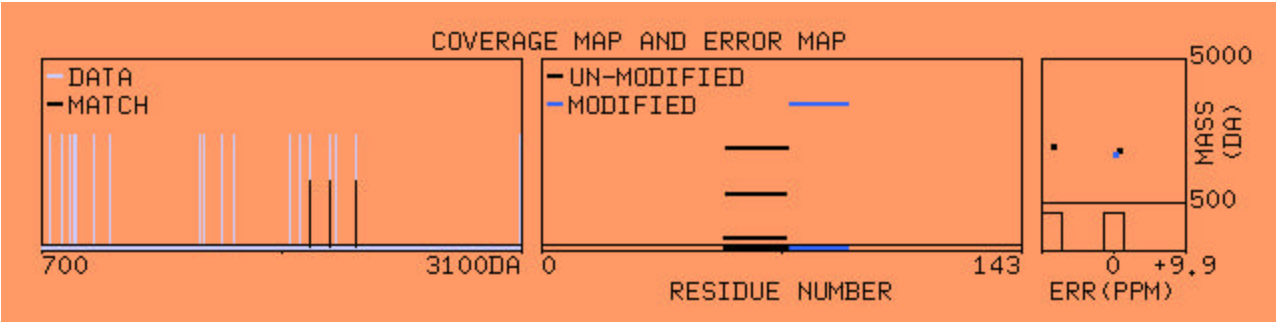 COVERAGE MAP AND ERROR MAP
DATA
MATCH
700
3100DA
UN-MODIFIED
MODIFIED
0
143
RESIDUE NUMBER
5000
MASS
(DA)
500
0
+9.9
ERR(PPM)